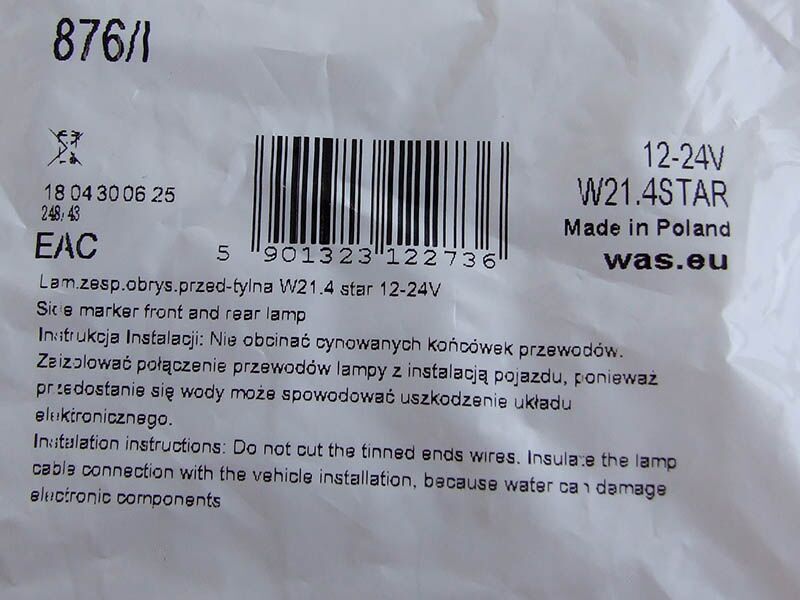 876/I
12-24V
18 04 30 06 25
W21.4STAR
248/43
Made in Poland
EAC
was.eu
5 901323 122736
Lam.zesp.obrys.przed-tylna W21.4 star 12-24V
Side marker front and rear lamp
Instrukcja Instalacji: Nie obcinać cynowanych końcówek przewodów.
Zaizolować połączenie przewodów lampy z instalacją pojazdu, ponieważ
przedostanie się wody może spowodować uszkodzenie układu
elektronicznego.
Installation instructions: Do not cut the tinned ends wires. Insulate the lamp
cable connection with the vehicle installation, because water can damage
electronic components